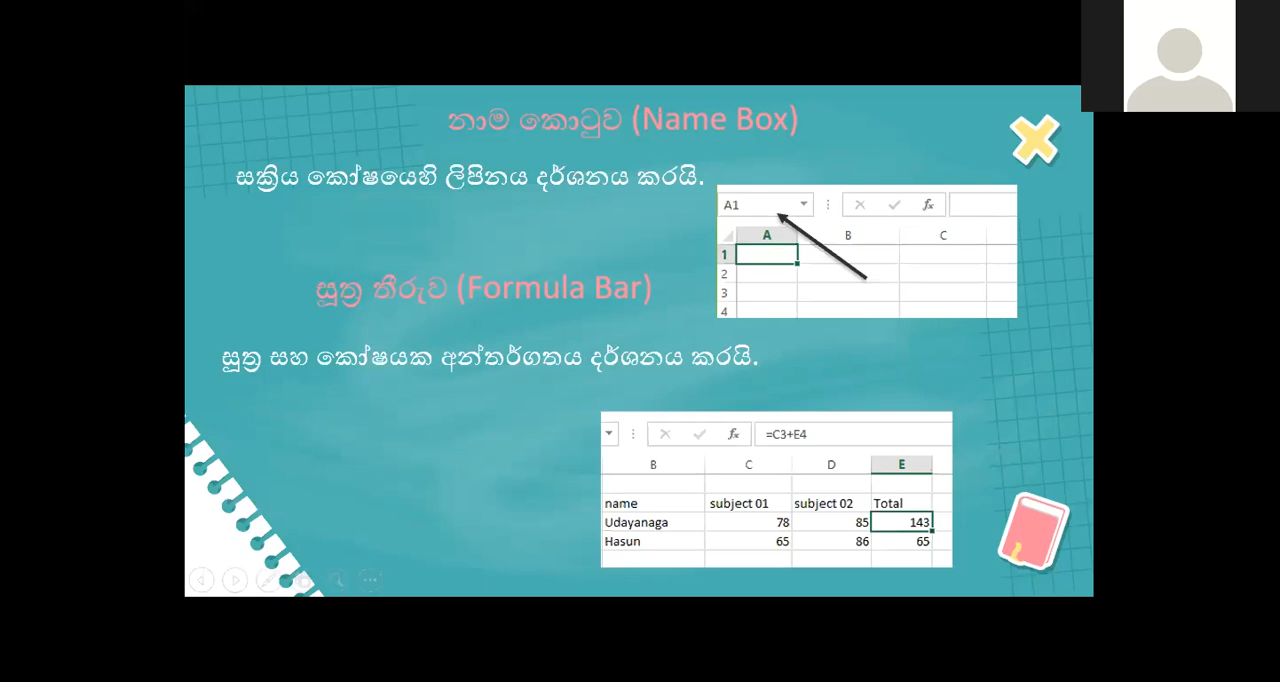 නාම කොටුව (Name Box)
සක්‍රිය කෝෂයෙහි ලිපිනය දර්ශනය කරයි.
A1 fx
A B C
1
2
3
4
සූත්‍ර තීරුව (Formula Bar)
සූත්‍ර සහ කෝෂයක අන්තර්ගතය දර්ශනය කරයි.
fx =C3+E4
B C D E
name subject 01 subject 02 Total
Udayanaga 78 85 143
Hasun 65 86 65